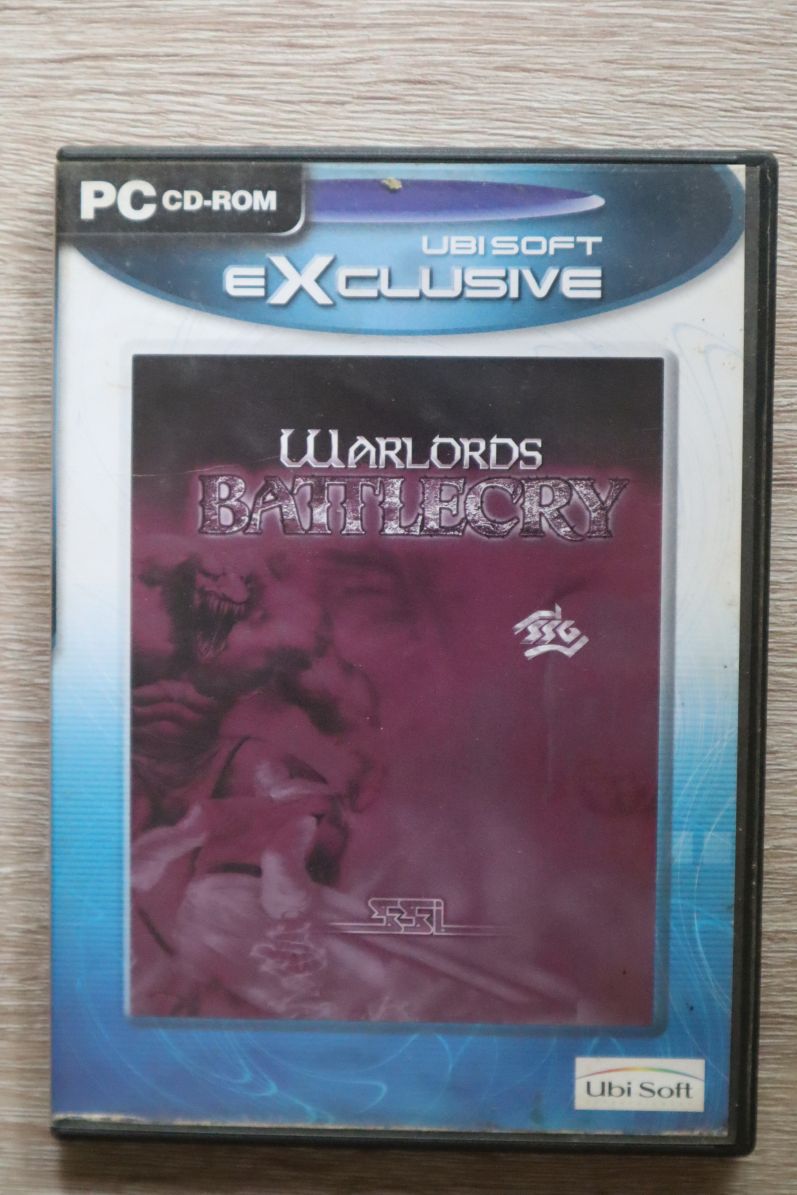 PC CD-ROM
UBI SOFT
eXCLUSIVE
WARLORDS
BATTLECRY
SSG
SSI
Ubi Soft